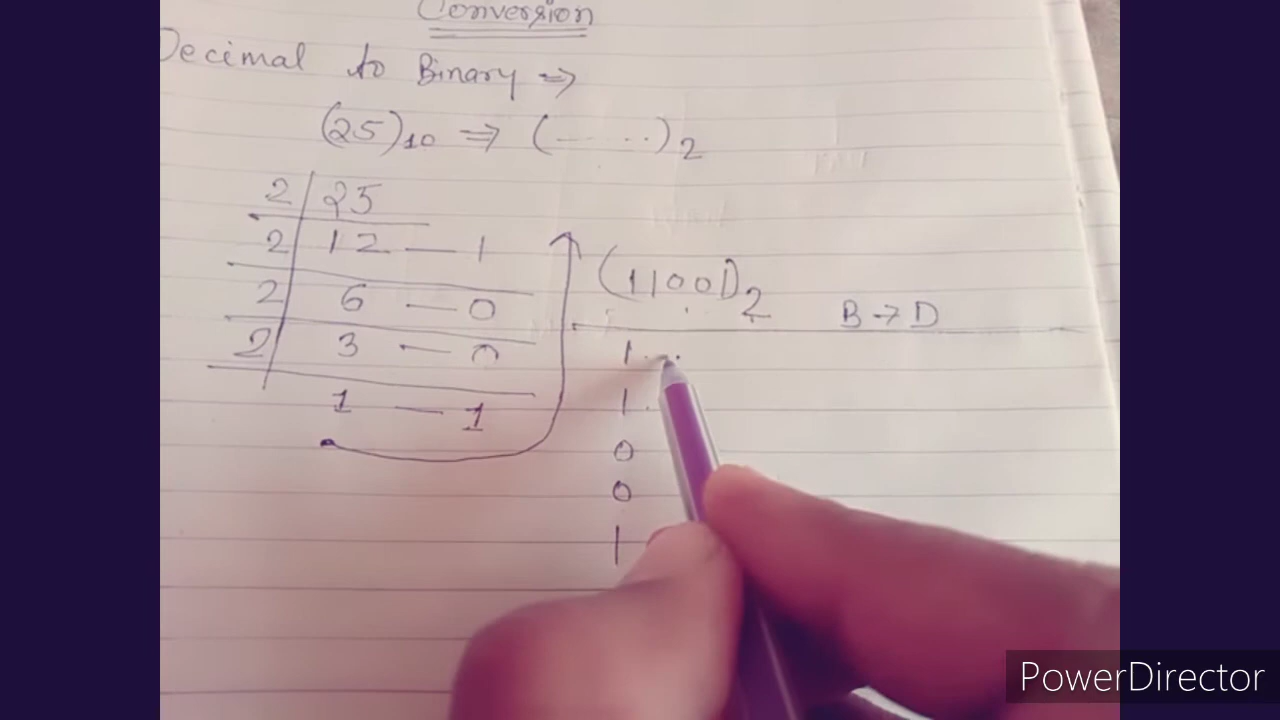 Conversion
Decimal to Binary ⇒
(25)10 ⇒ (.......)2
2 | 25
2 | 12 — 1
2 | 6 — 0
2 | 3 — 0
1 — 1
(11001)2
B → D
1
1
0
0
1
PowerDirector